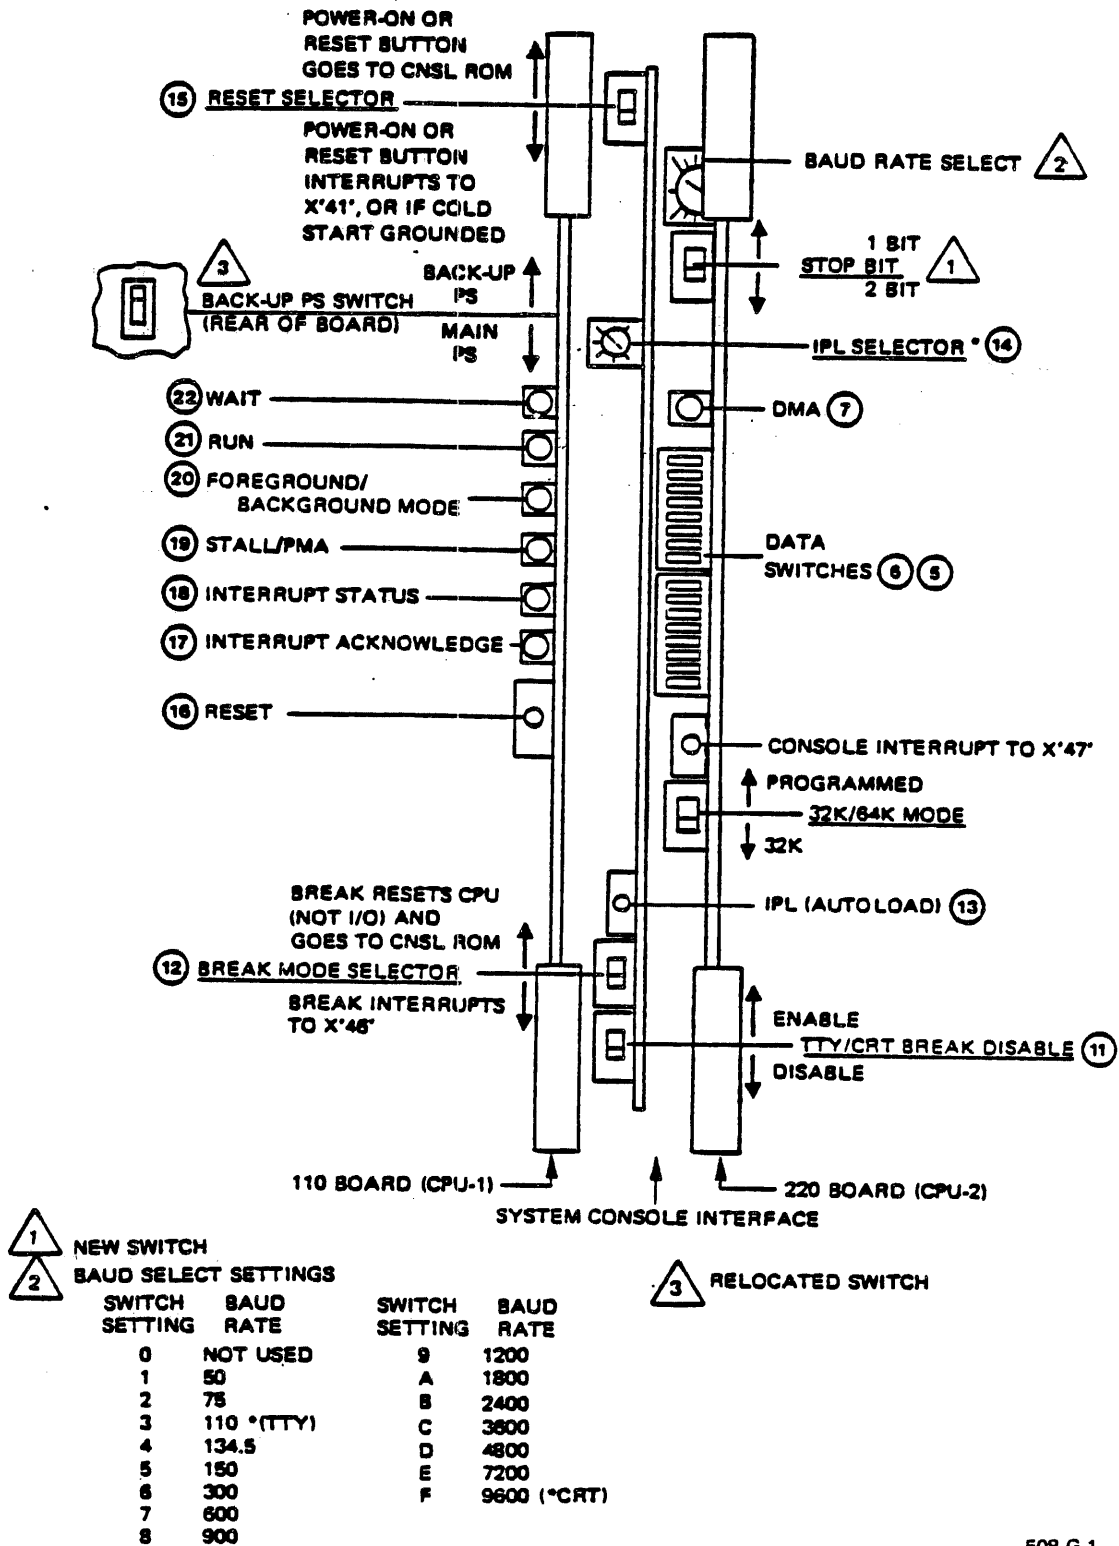 POWER-ON OR
RESET BUTTON
GOES TO CNSL ROM
15 RESET SELECTOR
POWER-ON OR
RESET BUTTON
INTERRUPTS TO
X'41', OR IF COLD
START GROUNDED
BAUD RATE SELECT 2
1 BIT
STOP BIT 1
2 BIT
3
BACK-UP PS SWITCH
(REAR OF BOARD)
BACK-UP
PS
MAIN
PS
IPL SELECTOR * 14
22 WAIT
DMA 7
21 RUN
20 FOREGROUND/
BACKGROUND MODE
19 STALL/PMA
DATA
SWITCHES 6 5
18 INTERRUPT STATUS
17 INTERRUPT ACKNOWLEDGE
16 RESET
CONSOLE INTERRUPT TO X'47'
PROGRAMMED
32K/64K MODE
32K
BREAK RESETS CPU
(NOT I/O) AND
GOES TO CNSL ROM
12 BREAK MODE SELECTOR
BREAK INTERRUPTS
TO X'46'
IPL (AUTOLOAD) 13
ENABLE
TTY/CRT BREAK DISABLE 11
DISABLE
110 BOARD (CPU-1)
220 BOARD (CPU-2)
SYSTEM CONSOLE INTERFACE
1 NEW SWITCH
2 BAUD SELECT SETTINGS
3 RELOCATED SWITCH
SWITCH BAUD SWITCH BAUD
SETTING RATE SETTING RATE
0 NOT USED 9 1200
1 50 A 1800
2 75 B 2400
3 110 *(TTY) C 3600
4 134.5 D 4800
5 150 E 7200
6 300 F 9600 (*CRT)
7 600
8 900